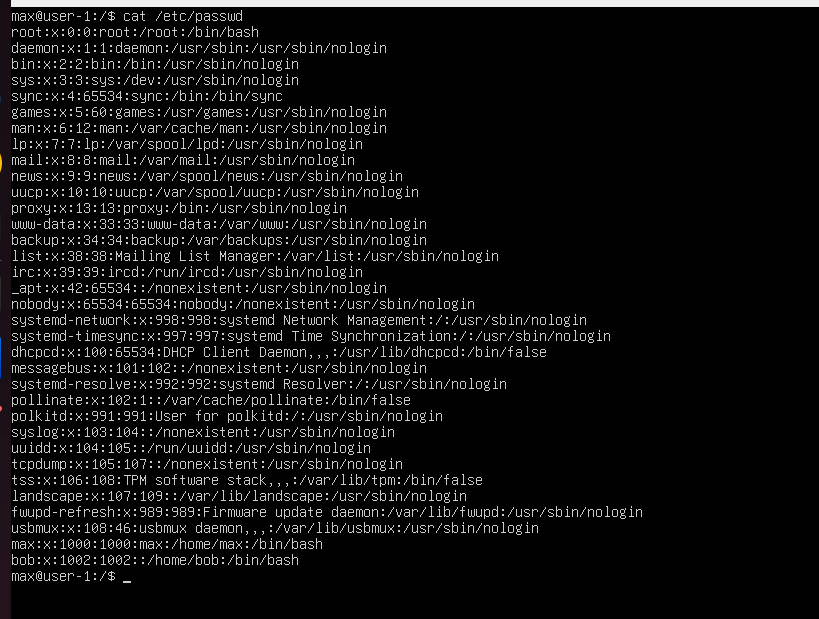 max@user-1:/$ cat /etc/passwd
root:x:0:0:root:/root:/bin/bash
daemon:x:1:1:daemon:/usr/sbin:/usr/sbin/nologin
bin:x:2:2:bin:/bin:/usr/sbin/nologin
sys:x:3:3:sys:/dev:/usr/sbin/nologin
sync:x:4:65534:sync:/bin:/bin/sync
games:x:5:60:games:/usr/games:/usr/sbin/nologin
man:x:6:12:man:/var/cache/man:/usr/sbin/nologin
lp:x:7:7:lp:/var/spool/lpd:/usr/sbin/nologin
mail:x:8:8:mail:/var/mail:/usr/sbin/nologin
news:x:9:9:news:/var/spool/news:/usr/sbin/nologin
uucp:x:10:10:uucp:/var/spool/uucp:/usr/sbin/nologin
proxy:x:13:13:proxy:/bin:/usr/sbin/nologin
www-data:x:33:33:www-data:/var/www:/usr/sbin/nologin
backup:x:34:34:backup:/var/backups:/usr/sbin/nologin
list:x:38:38:Mailing List Manager:/var/list:/usr/sbin/nologin
irc:x:39:39:ircd:/run/ircd:/usr/sbin/nologin
_apt:x:42:65534::/nonexistent:/usr/sbin/nologin
nobody:x:65534:65534:nobody:/nonexistent:/usr/sbin/nologin
systemd-network:x:998:998:systemd Network Management:/:/usr/sbin/nologin
systemd-timesync:x:997:997:systemd Time Synchronization:/:/usr/sbin/nologin
dhcpcd:x:100:65534:DHCP Client Daemon,,,:/usr/lib/dhcpcd:/bin/false
messagebus:x:101:102::/nonexistent:/usr/sbin/nologin
systemd-resolve:x:992:992:systemd Resolver:/:/usr/sbin/nologin
pollinate:x:102:1::/var/cache/pollinate:/bin/false
polkitd:x:991:991:User for polkitd:/:/usr/sbin/nologin
syslog:x:103:104::/nonexistent:/usr/sbin/nologin
uuidd:x:104:105::/run/uuidd:/usr/sbin/nologin
tcpdump:x:105:107::/nonexistent:/usr/sbin/nologin
tss:x:106:108:TPM software stack,,,:/var/lib/tpm:/bin/false
landscape:x:107:109::/var/lib/landscape:/usr/sbin/nologin
fwupd-refresh:x:989:989:Firmware update daemon:/var/lib/fwupd:/usr/sbin/nologin
usbmux:x:108:46:usbmux daemon,,,:/var/lib/usbmux:/usr/sbin/nologin
max:x:1000:1000:max:/home/max:/bin/bash
bob:x:1002:1002::/home/bob:/bin/bash
max@user-1:/$ _